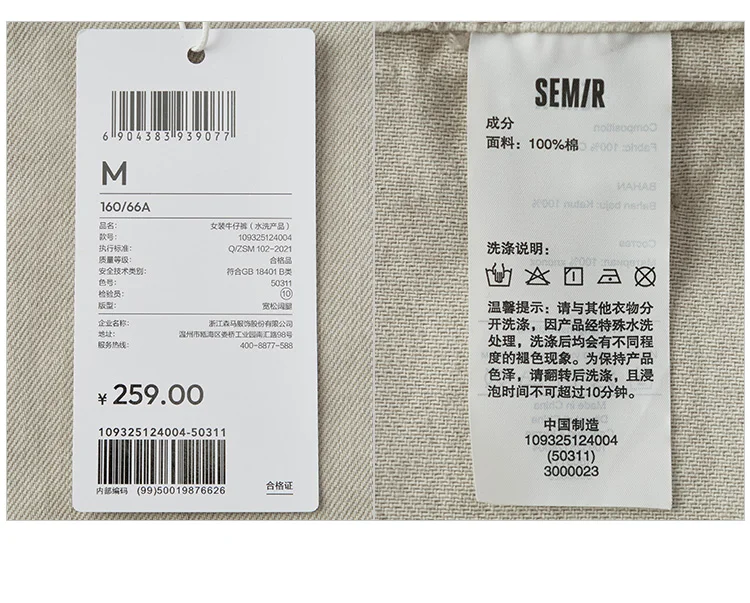 6 904383 939077
M
160/66A
品名： 女装牛仔裤（水洗产品）
款号： 109325124004
执行标准： Q/ZSM 102-2021
质量等级： 合格品
安全技术类别： 符合GB 18401 B类
色号： 50311
检验员： 10
版型： 宽松阔腿
企业名称： 浙江森马服饰股份有限公司
地址： 温州市瓯海区娄桥工业园南汇路98号
服务热线： 400-8877-588
¥ 259.00
109325124004-50311
内部编码 (99)50019876626
合格证
SEMIR
成分
面料：100%棉
洗涤说明：
温馨提示：请与其他衣物分
开洗涤，因产品经特殊水洗
处理，洗涤后均会有不同程
度的褪色现象。为保持产品
色泽，请翻转后洗涤，且浸
泡时间不可超过10分钟。
中国制造
109325124004
(50311)
3000023